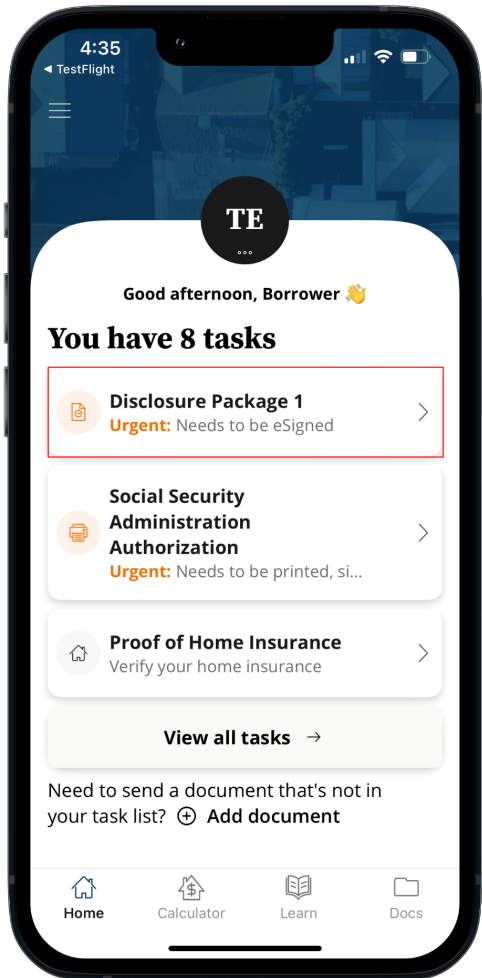 4:35
◀ TestFlight
TE
Good afternoon, Borrower 👋
You have 8 tasks
Disclosure Package 1
Urgent: Needs to be eSigned
Social Security
Administration
Authorization
Urgent: Needs to be printed, si...
Proof of Home Insurance
Verify your home insurance
View all tasks →
Need to send a document that's not in
your task list? ⊕ Add document
Home Calculator Learn Docs